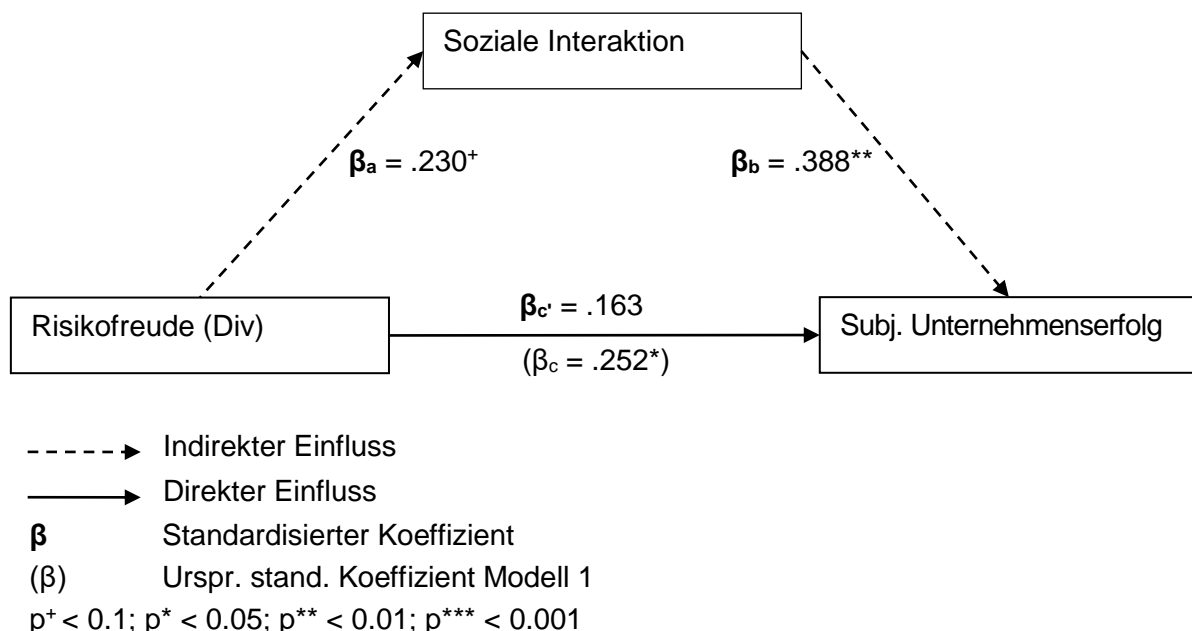 Soziale Interaktion
βa = .230+
βb = .388**
Risikofreude (Div)
βc' = .163
(βc = .252*)
Subj. Unternehmenserfolg
Indirekter Einfluss
Direkter Einfluss
β Standardisierter Koeffizient
(β) Urspr. stand. Koeffizient Modell 1
p+ < 0.1; p* < 0.05; p** < 0.01; p*** < 0.001